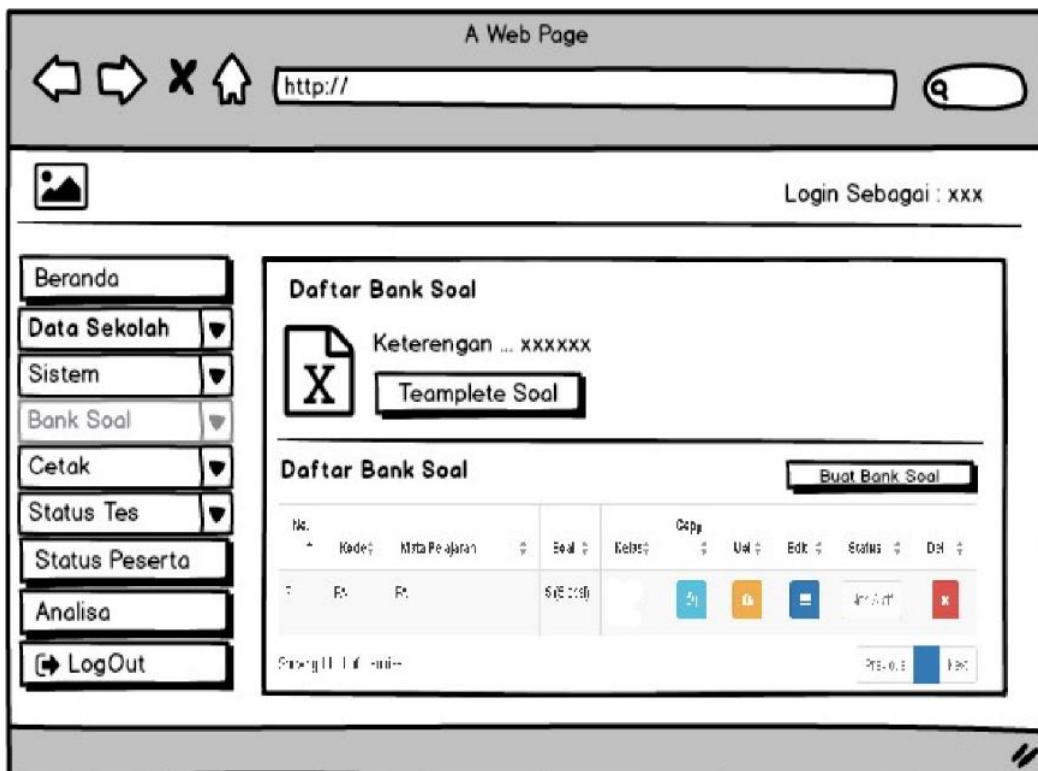 A Web Page
http://
Login Sebagai : xxx
Beranda
Data Sekolah
Sistem
Bank Soal
Cetak
Status Tes
Status Peserta
Analisa
LogOut
Daftar Bank Soal
Keterengan ... xxxxxx
X
Teamplete Soal
Daftar Bank Soal
Buat Bank Soal
No. Kode Mata Pelajaran Soal Kelas Copy Edit Status Del
Previous Next